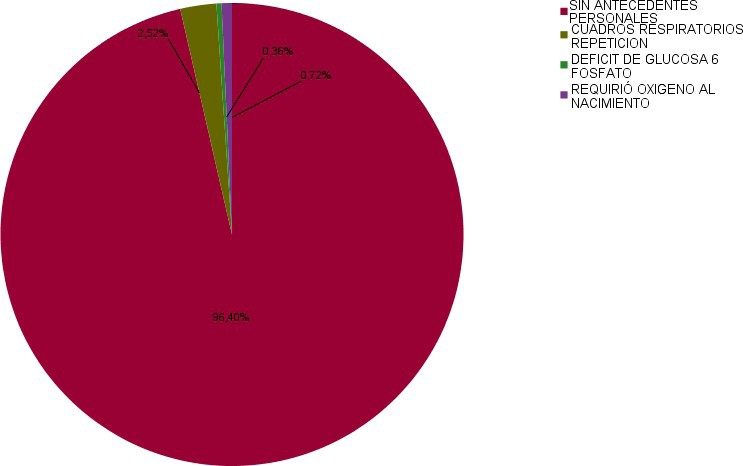 2,52%
0,36%
0,72%
96,40%
SIN ANTECEDENTES
PERSONALES
CUADROS RESPIRATORIOS
REPETICION
DEFICIT DE GLUCOSA 6
FOSFATO
REQUIRIÓ OXIGENO AL
NACIMIENTO